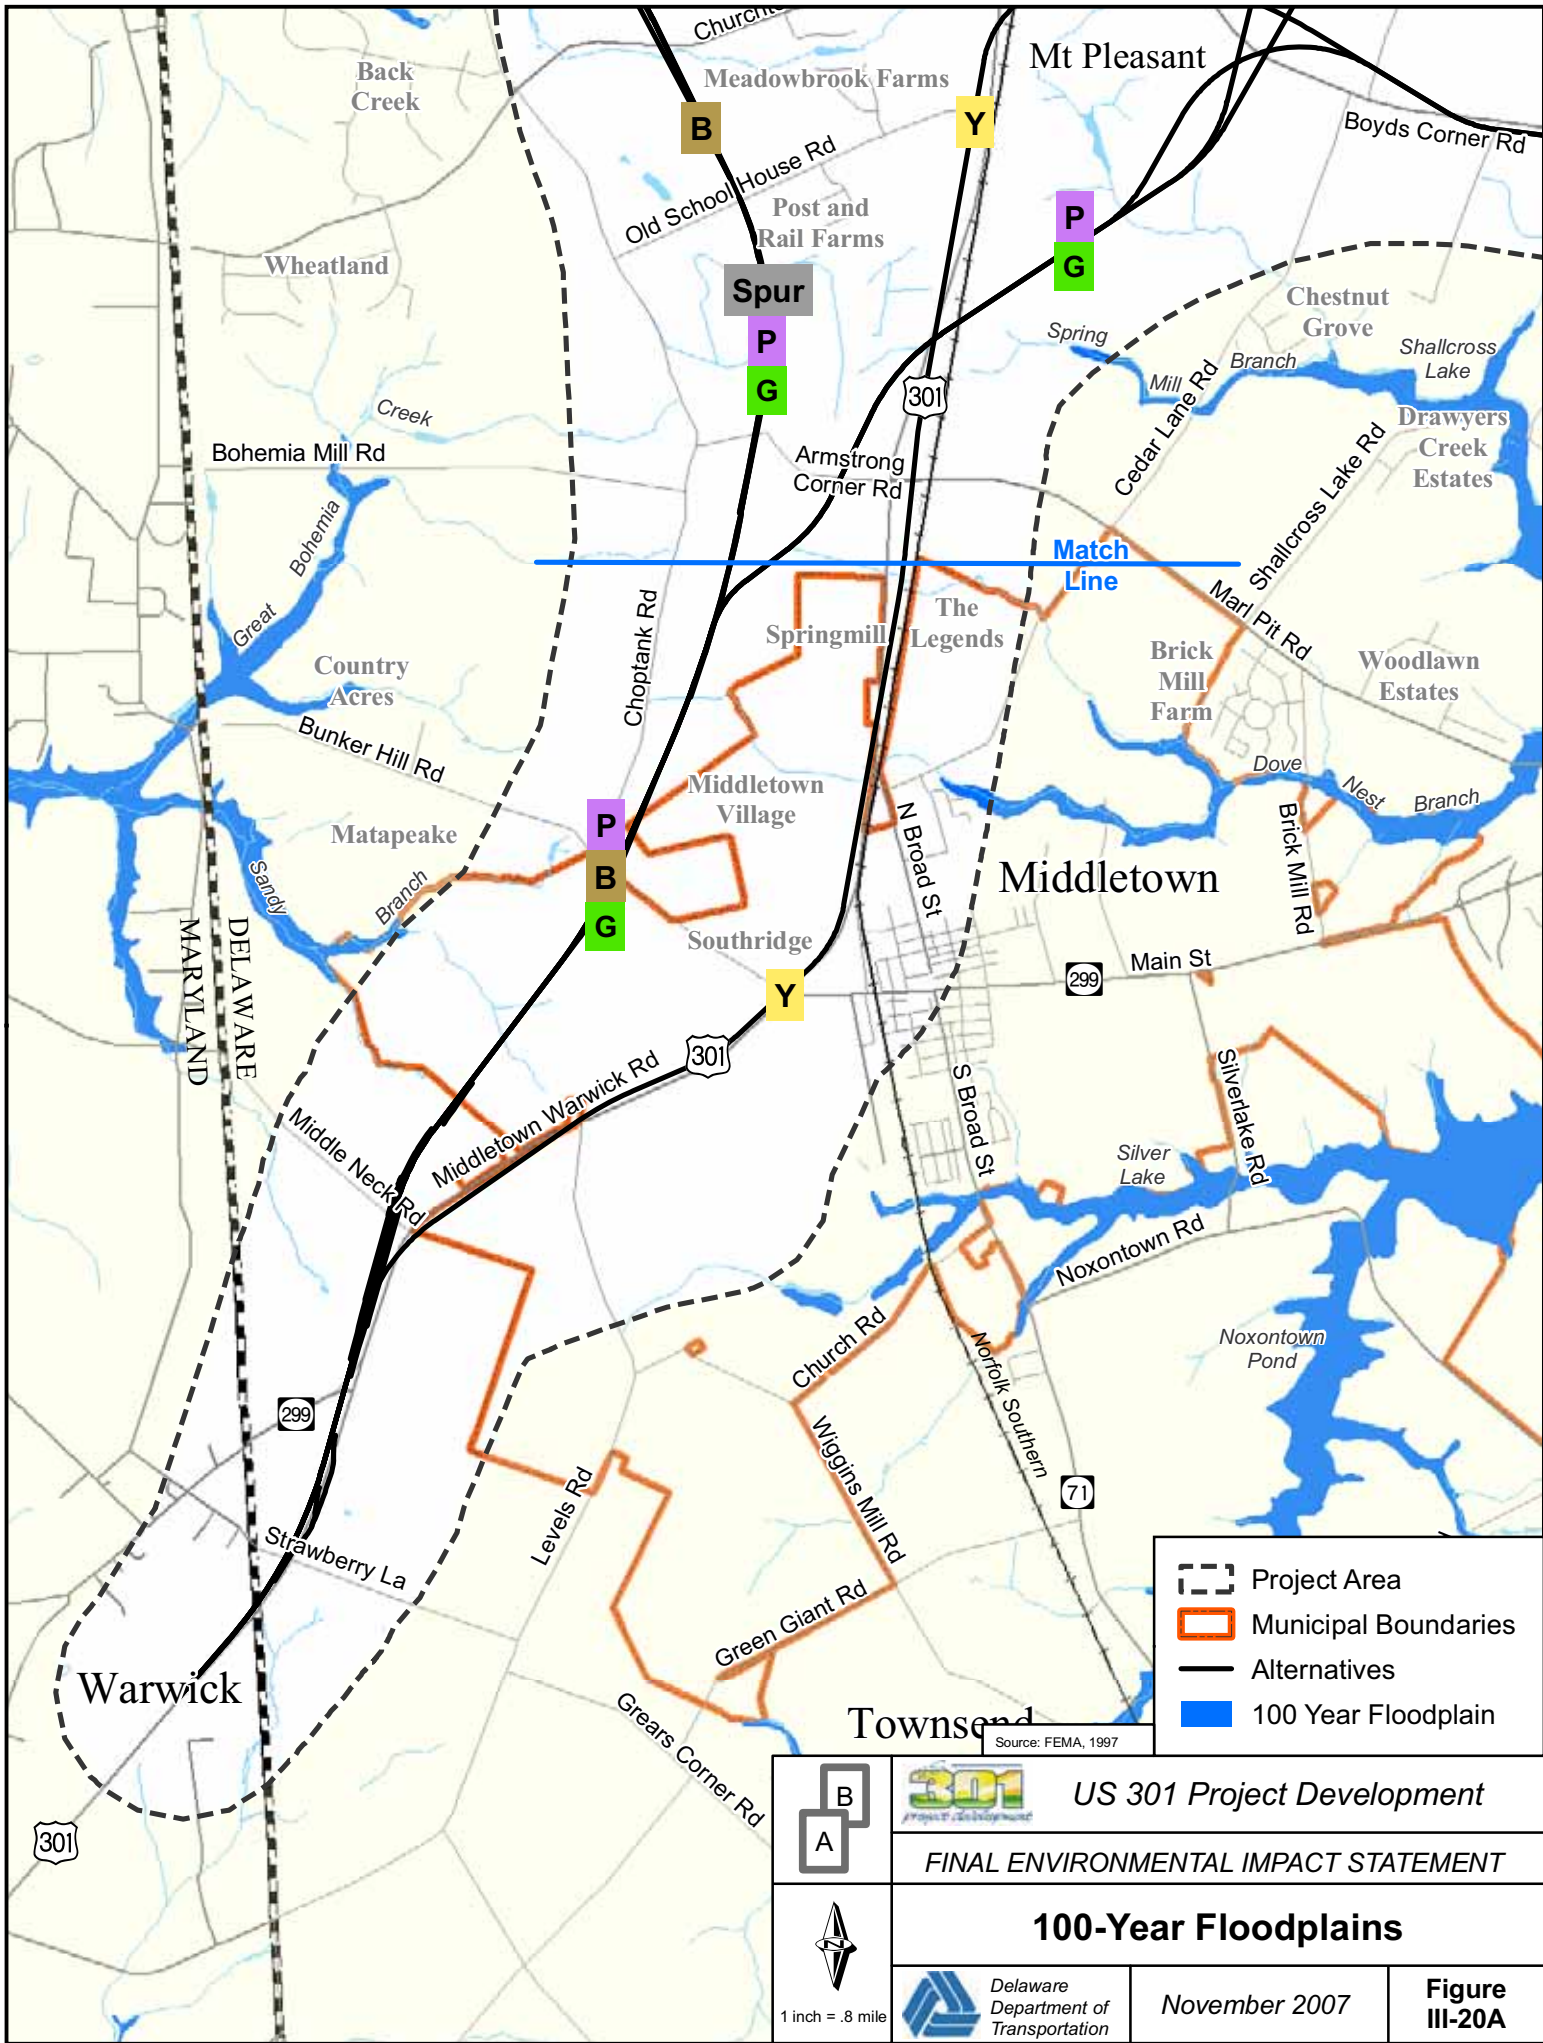 Mt Pleasant
Back
Creek
Meadowbrook Farms
B
Y
Boyds Corner Rd
Old School House Rd
Post and
Rail Farms
P
G
Wheatland
Spur
P
G
Chestnut
Grove
Spring
Mill
Branch
Shallcross
Lake
301
Creek
Cedar Lane Rd
Drawyers
Creek
Estates
Bohemia Mill Rd
Armstrong
Corner Rd
Shallcross Lake Rd
Great
Bohemia
Match
Line
Marl Pit Rd
Choptank Rd
Springmill
The
Legends
Country
Acres
Brick
Mill
Farm
Woodlawn
Estates
Bunker Hill Rd
Middletown
Village
Dove
Nest
Branch
Matapeake
P
B
G
N Broad St
Brick Mill Rd
Middletown
Sandy
Branch
Southridge
MARYLAND
DELAWARE
Main St
299
Y
301
Middletown Warwick Rd
S Broad St
Silverlake Rd
Middle Neck Rd
Silver
Lake
Noxontown Rd
Church Rd
Norfolk Southern
Noxontown
Pond
299
Wiggins Mill Rd
71
Levels Rd
Strawberry La
Green Giant Rd
Warwick
Grears Corner Rd
Townsend
301
Project Area
Municipal Boundaries
Alternatives
100 Year Floodplain
Source: FEMA, 1997
B
A
301
project development
US 301 Project Development
FINAL ENVIRONMENTAL IMPACT STATEMENT
N
1 inch = .8 mile
100-Year Floodplains
Delaware
Department of
Transportation
November 2007
Figure
III-20A